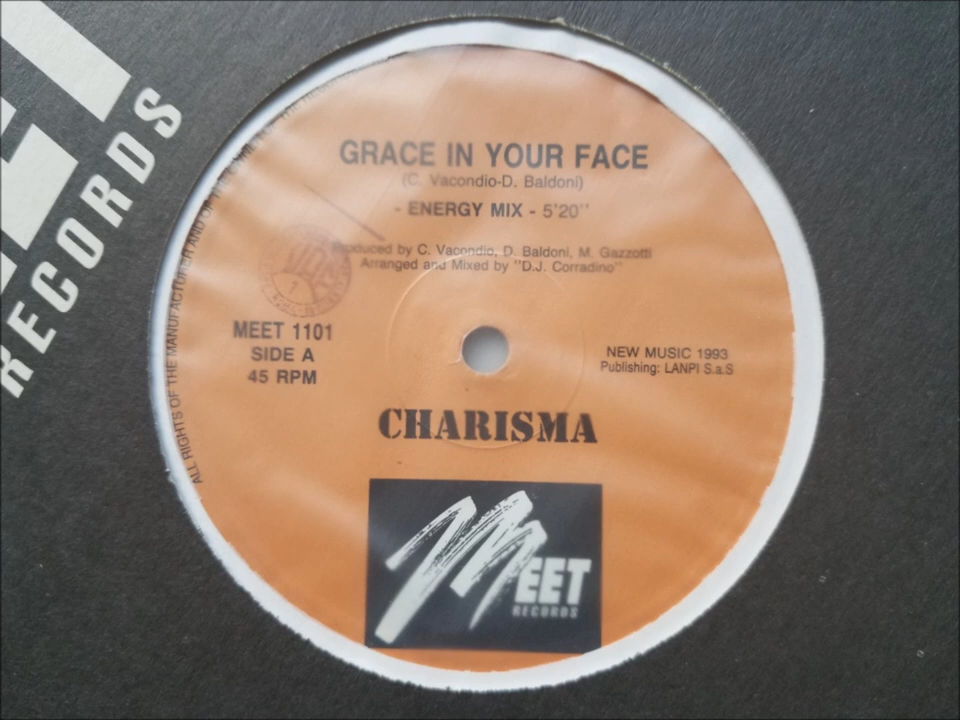 RECORDS
GRACE IN YOUR FACE
(C. Vacondio-D. Baldoni)
- ENERGY MIX - 5'20''
Produced by C. Vacondio, D. Baldoni, M. Gazzotti
Arranged and Mixed by "D.J. Corradino"
MEET 1101
SIDE A
45 RPM
NEW MUSIC 1993
Publishing: LANPI S.a.S
ALL RIGHTS OF THE MANUFACTURER AND OF
CHARISMA
MEET
RECORDS